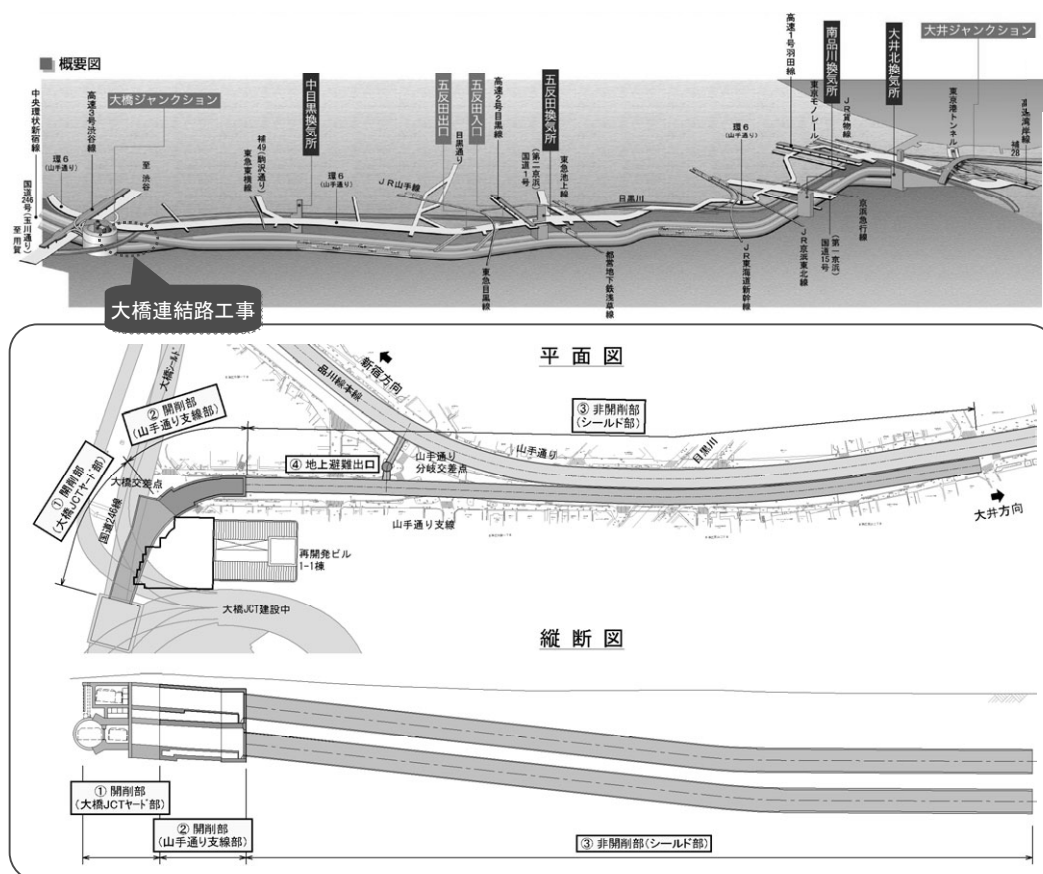 概要図
中央環状新宿線
高速3号渋谷線
大橋ジャンクション
環6
(山手通り)
国道246号(玉川通り)
至用賀
至 渋谷
大橋連結路工事
補49(駒沢通り)
東急東横線
中目黒換気所
環6
(山手通り)
JR山手線
五反田出口
目黒通り
五反田入口
高速2号目黒線
東急目黒線
五反田換気所
(第二京浜)
国道1号
東急池上線
都営地下鉄浅草線
目黒川
環6
(山手通り)
JR東海道新幹線
高速1号羽田線
東京モノレール
南品川換気所
JR貨物線
JR京浜東北線
(第一京浜)
国道15号
京浜急行線
大井北換気所
大井ジャンクション
東京港トンネル
高速湾岸線
補28
平面図
新宿方向
品川線本線
大橋シールド
② 開削部
(山手通り支線部)
③ 非開削部
(シールド部)
① 開削部
(大橋JCTヤード部)
大橋交差点
国道246線
④ 地上避難出口
山手通り
分岐交差点
山手通り
目黒川
山手通り支線
大井方向
再開発ビル
1-1棟
大橋JCT建設中
縦断図
① 開削部
(大橋JCTヤード部)
② 開削部
(山手通り支線部)
③ 非開削部(シールド部)